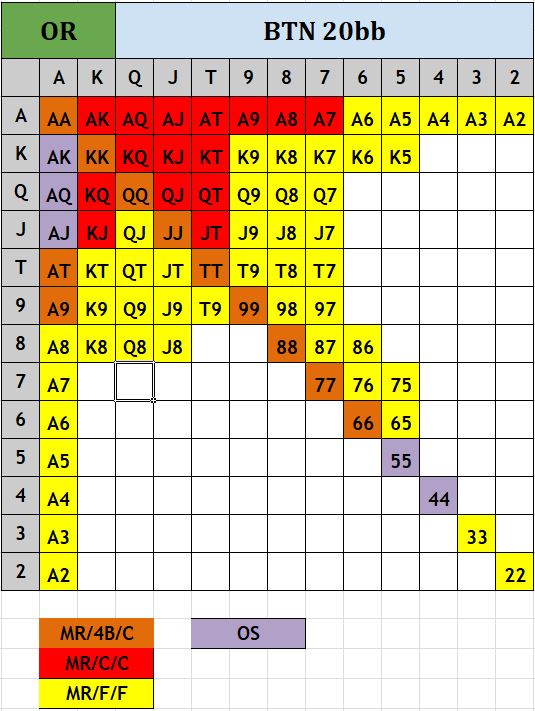 OR BTN 20bb
A K Q J T 9 8 7 6 5 4 3 2
A AA AK AQ AJ AT A9 A8 A7 A6 A5 A4 A3 A2
K AK KK KQ KJ KT K9 K8 K7 K6 K5
Q AQ KQ QQ QJ QT Q9 Q8 Q7
J AJ KJ QJ JJ JT J9 J8 J7
T AT KT QT JT TT T9 T8 T7
9 A9 K9 Q9 J9 T9 99 98 97
8 A8 K8 Q8 J8 88 87 86
7 A7 77 76 75
6 A6 66 65
5 A5 55
4 A4 44
3 A3 33
2 A2 22
MR/4B/C OS
MR/C/C
MR/F/F